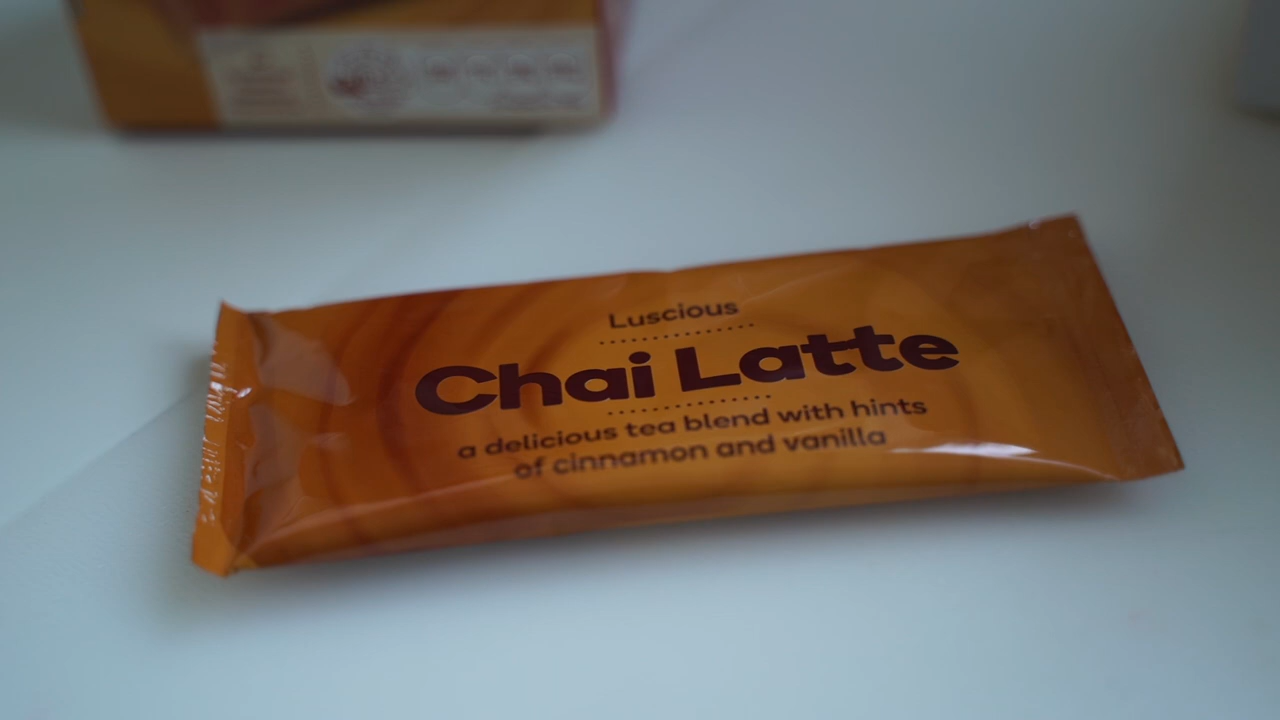 Luscious
Chai Latte
a delicious tea blend with hints
of cinnamon and vanilla